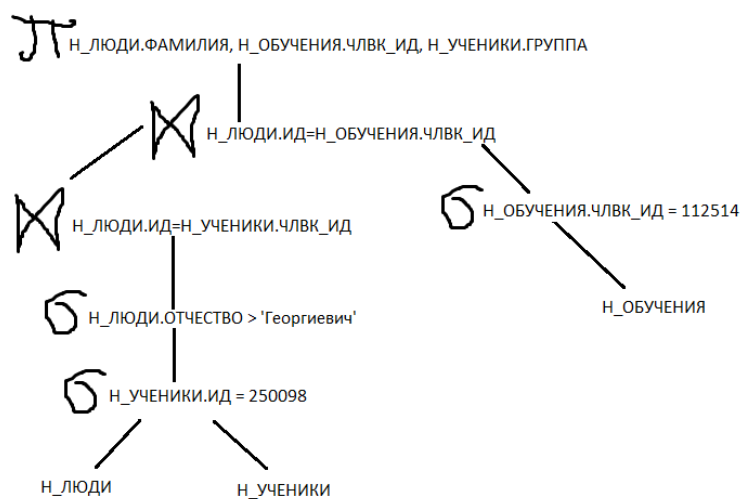 π Н_ЛЮДИ.ФАМИЛИЯ, Н_ОБУЧЕНИЯ.ЧЛВК_ИД, Н_УЧЕНИКИ.ГРУППА
⋈ Н_ЛЮДИ.ИД=Н_ОБУЧЕНИЯ.ЧЛВК_ИД
σ Н_ОБУЧЕНИЯ.ЧЛВК_ИД = 112514
⋈ Н_ЛЮДИ.ИД=Н_УЧЕНИКИ.ЧЛВК_ИД
Н_ОБУЧЕНИЯ
σ Н_ЛЮДИ.ОТЧЕСТВО > 'Георгиевич'
σ Н_УЧЕНИКИ.ИД = 250098
Н_ЛЮДИ
Н_УЧЕНИКИ